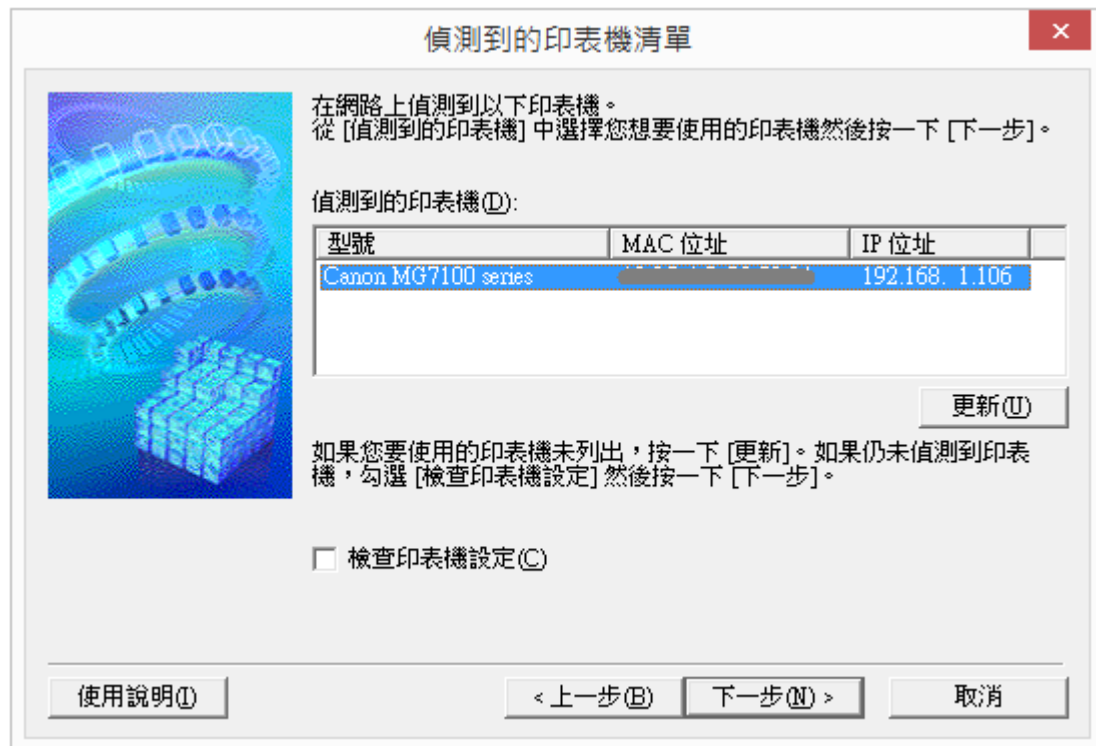 偵測到的印表機清單
在網路上偵測到以下印表機。
從 [偵測到的印表機] 中選擇您想要使用的印表機然後按一下 [下一步]。
偵測到的印表機(D):
型號 MAC 位址 IP 位址
Canon MG7100 series 192.168. 1.106
更新(U)
如果您要使用的印表機未列出，按一下 [更新]。如果仍未偵測到印表
機，勾選 [檢查印表機設定] 然後按一下 [下一步]。
檢查印表機設定(C)
使用說明(I) <上一步(B) 下一步(N) > 取消